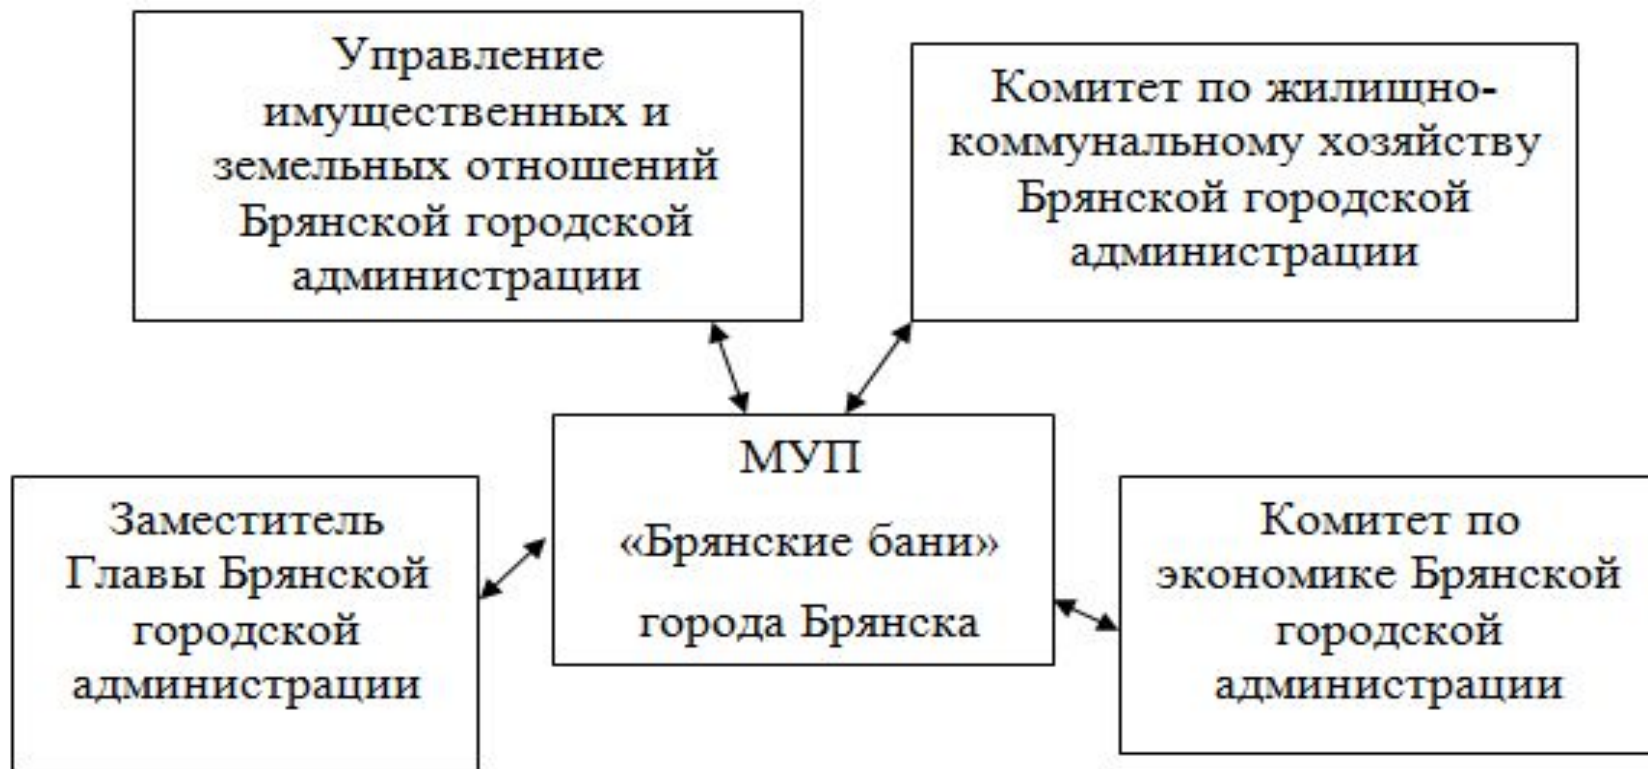 Управление
имущественных и
земельных отношений
Брянской городской
администрации
Комитет по жилищно-
коммунальному хозяйству
Брянской городской
администрации
МУП
«Брянские бани»
города Брянска
Заместитель
Главы Брянской
городской
администрации
Комитет по
экономике Брянской
городской
администрации